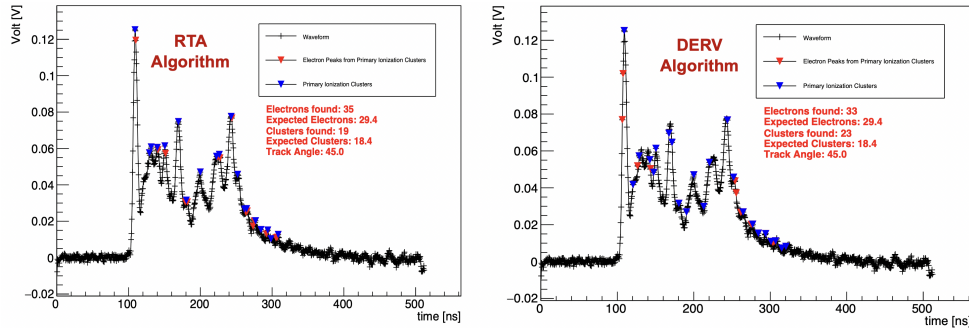 Volt [V]
0.12
0.1
0.08
0.06
0.04
0.02
0
−0.02
0
100
200
300
400
500
time [ns]
RTA
Algorithm
Waveform
Electron Peaks from Primary Ionization Clusters
Primary Ionization Clusters
Electrons found: 35
Expected Electrons: 29.4
Clusters found: 19
Expected Clusters: 18.4
Track Angle: 45.0
Volt [V]
0.12
0.1
0.08
0.06
0.04
0.02
0
−0.02
0
100
200
300
400
500
time [ns]
DERV
Algorithm
Waveform
Electron Peaks from Primary Ionization Clusters
Primary Ionization Clusters
Electrons found: 33
Expected Electrons: 29.4
Clusters found: 23
Expected Clusters: 18.4
Track Angle: 45.0